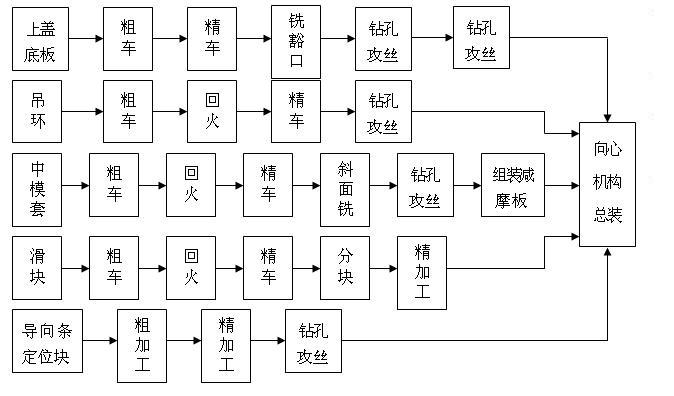 上盖
底板
粗
车
精
车
铣
豁
口
钻孔
攻丝
钻孔
攻丝
吊
环
粗
车
回
火
精
车
钻孔
攻丝
中
模
套
粗
车
回
火
精
车
斜
面
铣
钻孔
攻丝
组装减
摩板
向心
机构
总装
滑
块
粗
车
回
火
精
车
分
块
精
加
工
导向条
定位块
粗
加
工
精
加
工
钻孔
攻丝